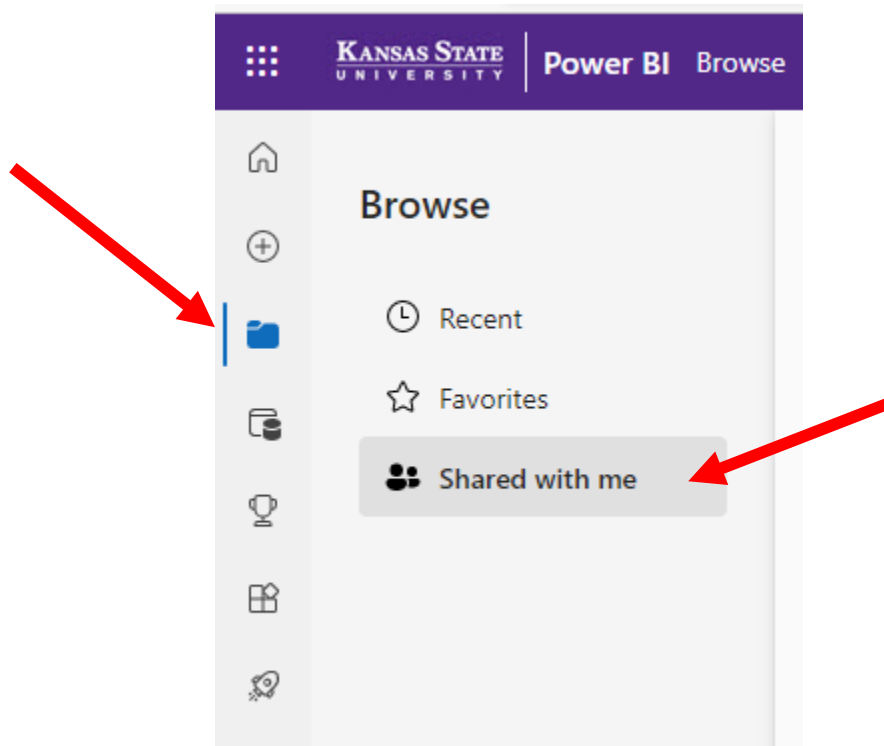 KANSAS STATE
UNIVERSITY
Power BI Browse
Browse
Recent
Favorites
Shared with me